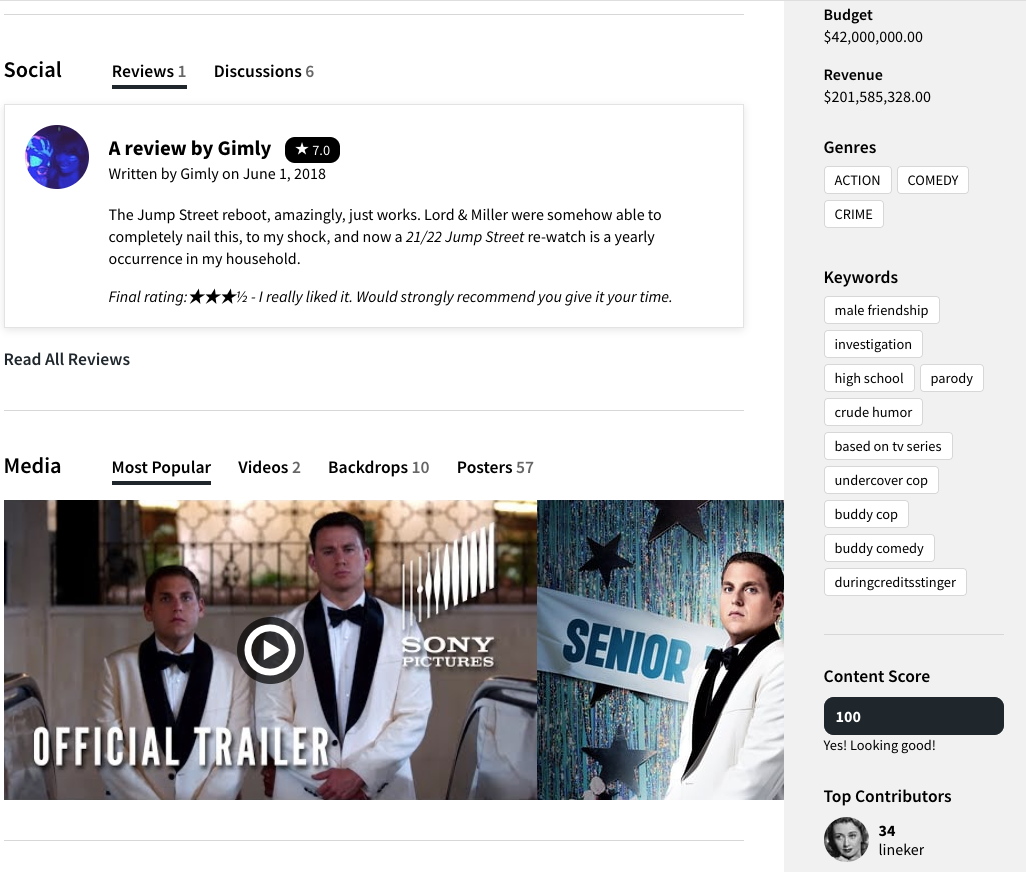 Social
Reviews 1
Discussions 6
A review by Gimly
★ 7.0
Written by Gimly on June 1, 2018
The Jump Street reboot, amazingly, just works. Lord & Miller were somehow able to
completely nail this, to my shock, and now a 21/22 Jump Street re-watch is a yearly
occurrence in my household.
Final rating:★★★½ - I really liked it. Would strongly recommend you give it your time.
Read All Reviews
Media
Most Popular
Videos 2
Backdrops 10
Posters 57
SONY
PICTURES
OFFICIAL TRAILER
SENIOR
Budget
$42,000,000.00
Revenue
$201,585,328.00
Genres
ACTION
COMEDY
CRIME
Keywords
male friendship
investigation
high school
parody
crude humor
based on tv series
undercover cop
buddy cop
buddy comedy
duringcreditsstinger
Content Score
100
Yes! Looking good!
Top Contributors
34
lineker